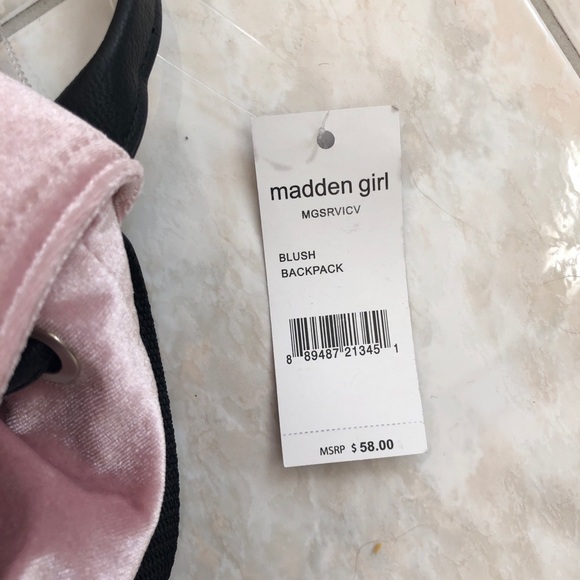 madden girl
MGSRVICV
BLUSH
BACKPACK
8 89487 21345 1
MSRP $ 58.00